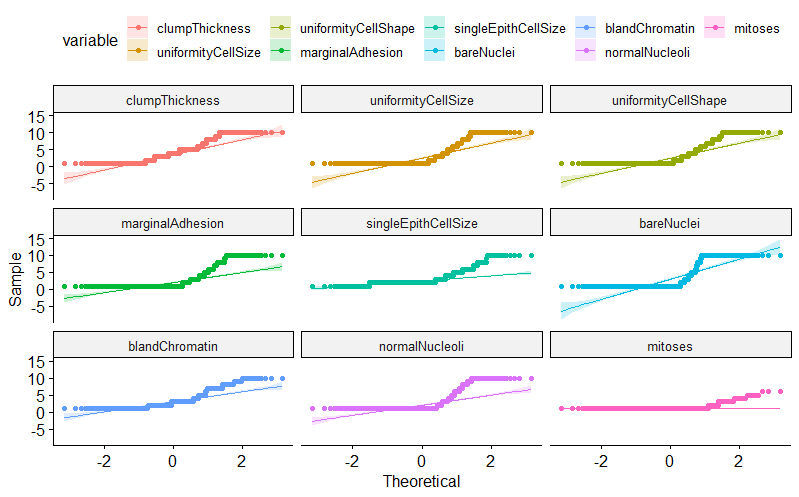 variable clumpThickness uniformityCellShape singleEpithCellSize blandChromatin mitoses
uniformityCellSize marginalAdhesion bareNuclei normalNucleoli
clumpThickness uniformityCellSize uniformityCellShape
15
10
5
0
-5
marginalAdhesion singleEpithCellSize bareNuclei
15
10
5
0
-5
Sample
blandChromatin normalNucleoli mitoses
15
10
5
0
-5
-2 0 2 -2 0 2 -2 0 2
Theoretical